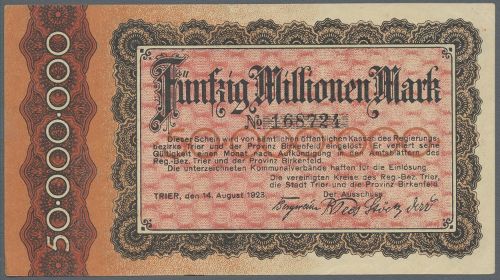 50·000·000
Fünfzig Millionen Mark
No 168724
Dieser Schein wird von sämtlichen öffentlichen Kassen des Regierungs-
bezirks Trier und der Provinz Birkenfeld eingelöst. Er verliert seine
Gültigkeit einen Monat nach Aufkündigung in den Amtsblättern des
Reg.-Bez. Trier und der Provinz Birkenfeld.
Die unterzeichneten Kommunalverbände haften für die Einlösung.
Die vereinigten Kreise des Reg.-Bez. Trier,
die Stadt Trier und die Provinz Birkenfeld.
TRIER, den 14. August 1923.
Der Ausschuss: